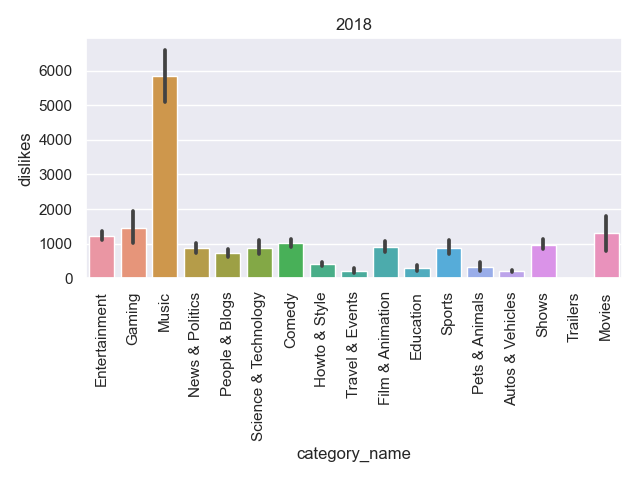 2018
dislikes
6000
5000
4000
3000
2000
1000
0
Entertainment
Gaming
Music
News & Politics
People & Blogs
Science & Technology
Comedy
Howto & Style
Travel & Events
Film & Animation
Education
Sports
Pets & Animals
Autos & Vehicles
Shows
Trailers
Movies
category_name